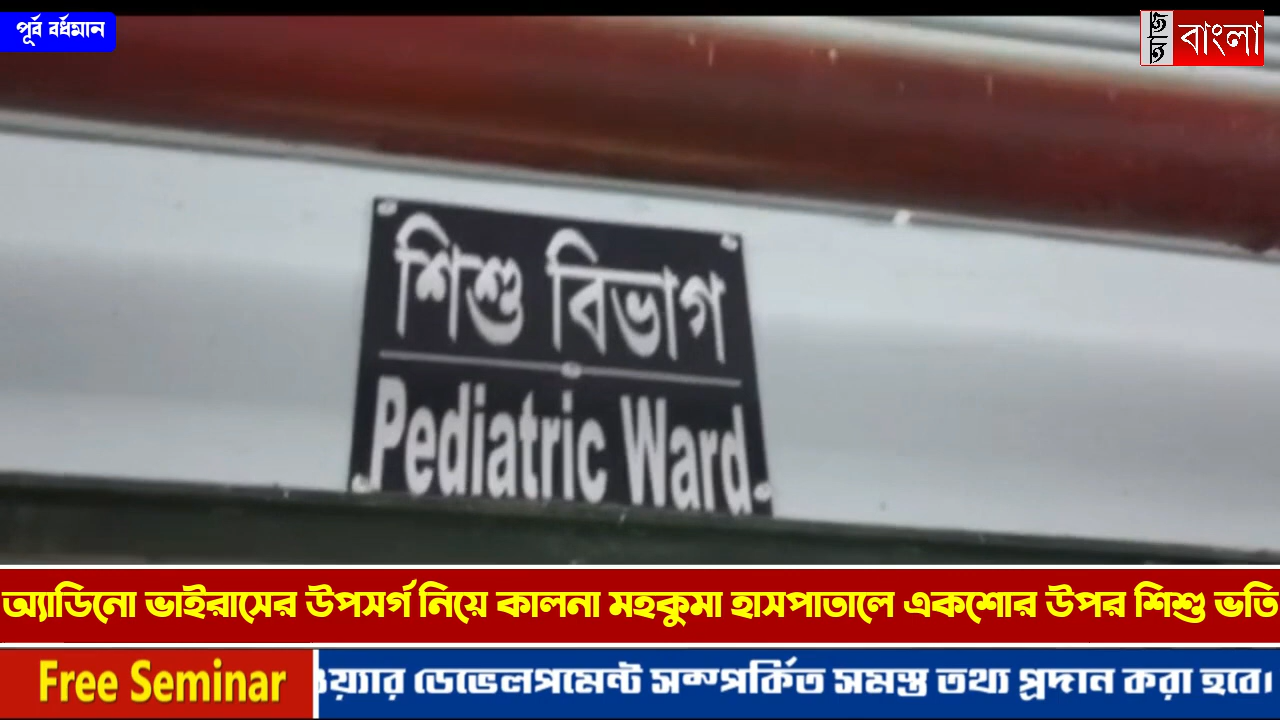 পূর্ব বর্ধমান
আজ বাংলা
শিশু বিভাগ
Pediatric Ward
অ্যাডিনো ভাইরাসের উপসর্গ নিয়ে কালনা মহকুমা হাসপাতালে একশোর উপর শিশু ভর্তি
Free Seminar
ডেভেলপমেন্ট সম্পর্কিত সমস্ত তথ্য প্রদান করা হবে।